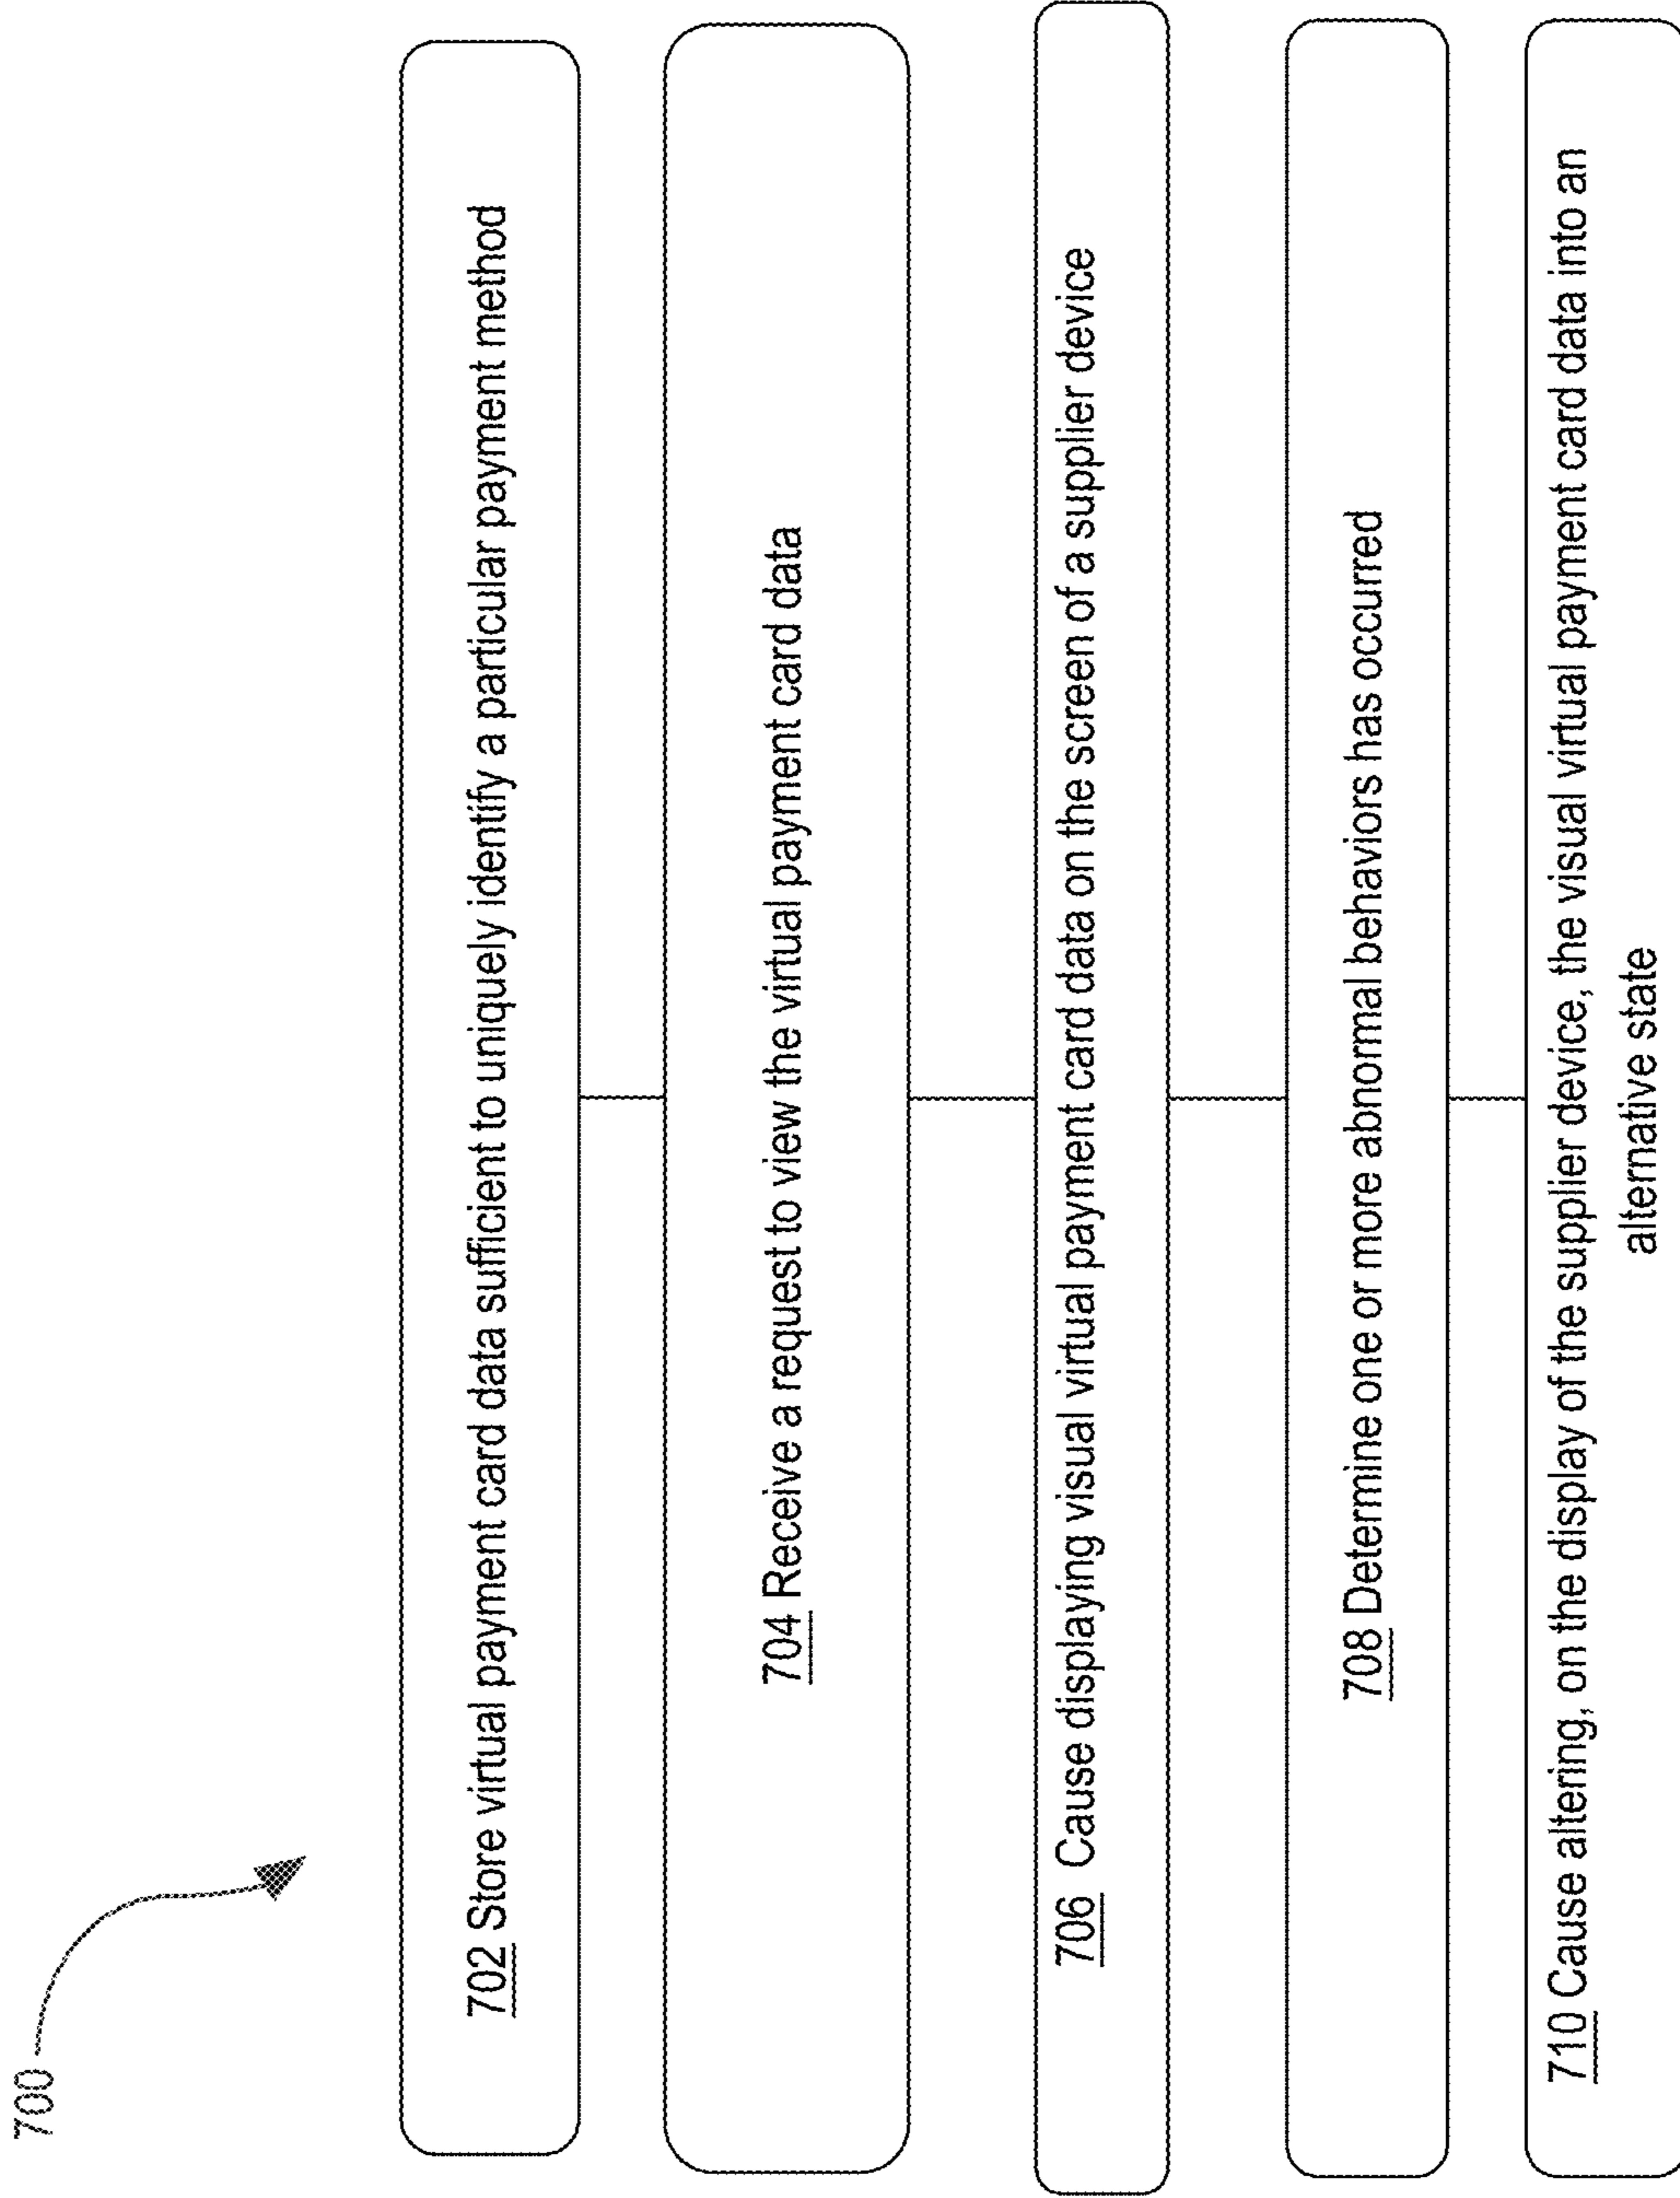 700
702 Store virtual payment card data sufficient to uniquely identify a particular payment method
704 Receive a request to view the virtual payment card data
706 Cause displaying visual virtual payment card data on the screen of a supplier device
708 Determine one or more abnormal behaviors has occurred
710 Cause altering, on the display of the supplier device, the visual virtual payment card data into an
alternative state